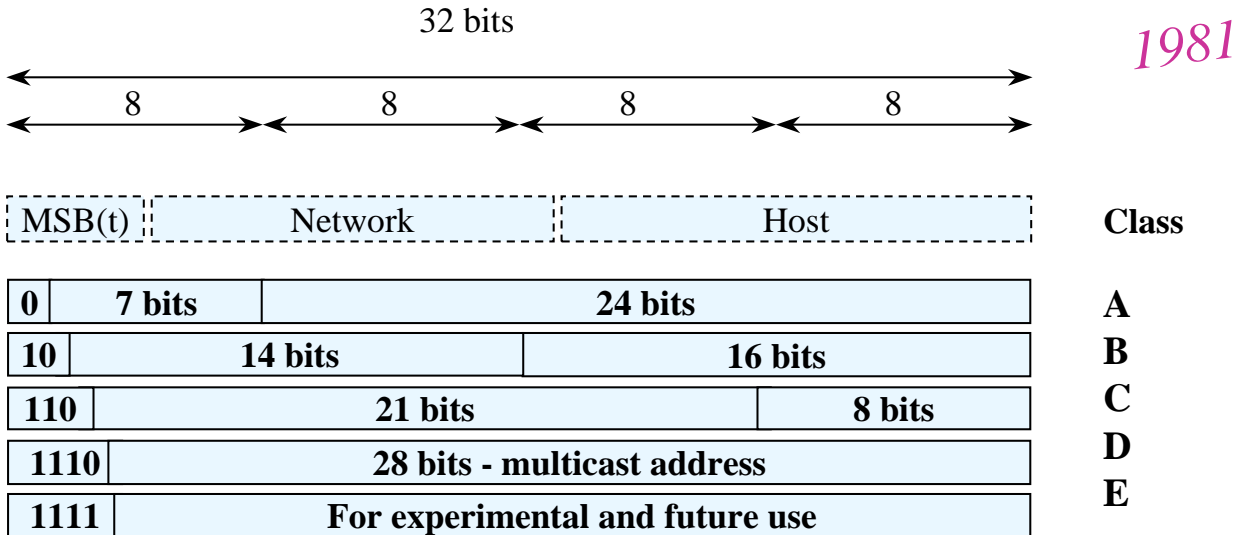 32 bits
1981
8 8 8 8
MSB(t) Network Host Class
0 7 bits 24 bits A
10 14 bits 16 bits B
110 21 bits 8 bits C
1110 28 bits - multicast address D
1111 For experimental and future use E